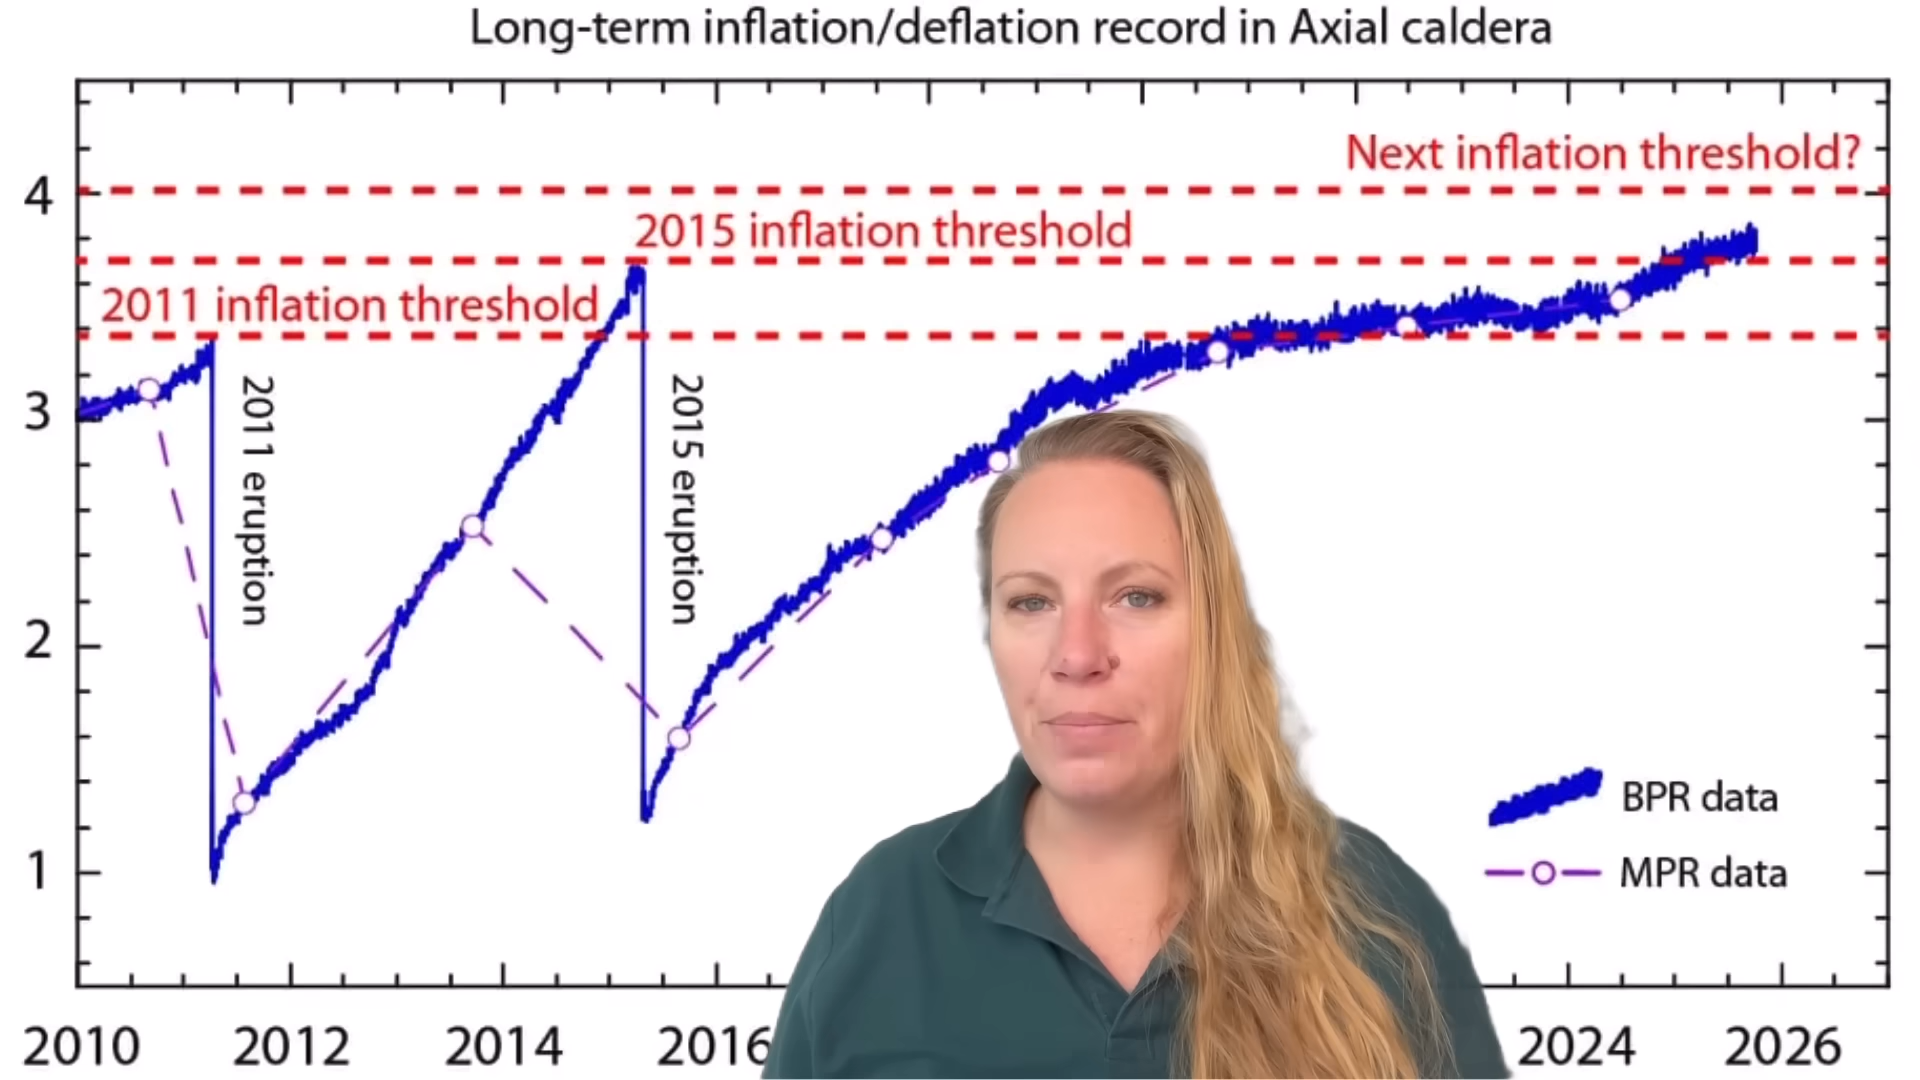 Long-term inflation/deflation record in Axial caldera
Next inflation threshold?
4
2015 inflation threshold
2011 inflation threshold
3
2011 eruption
2015 eruption
2
1
BPR data
MPR data
2010 2012 2014 2016 2024 2026